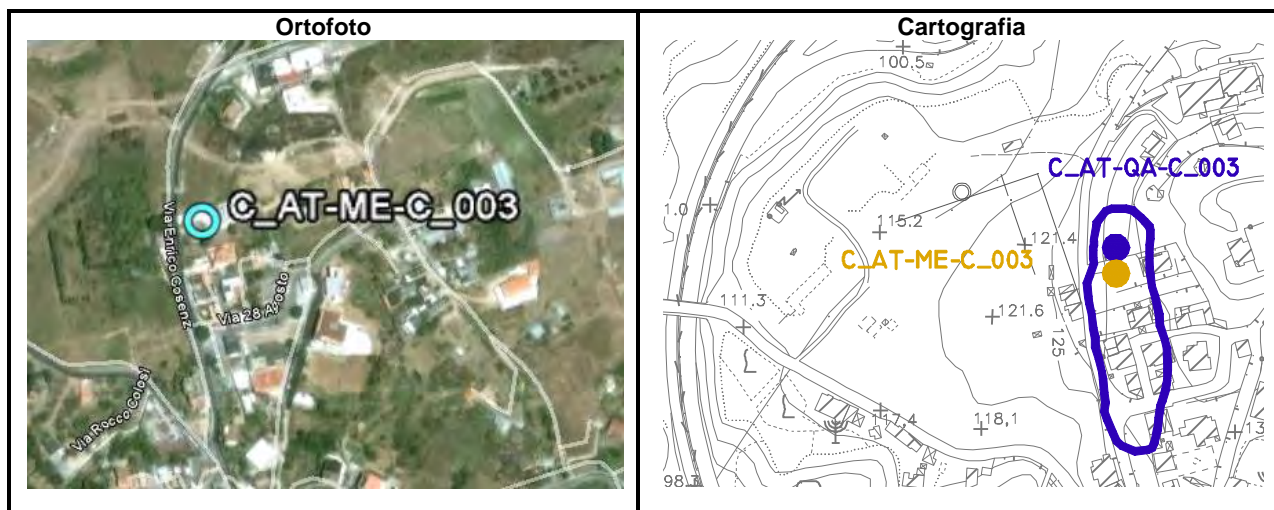 Ortofoto
Cartografia
C_AT-ME-C_003
Via Enrico Cosenz
Via 28 Agosto
Via Rocco Colosi
100.5
C_AT-QA-C_003
1.0
115.2
121.4
C_AT-ME-C_003
111.3
121.6
125
117.4
118,1
13
98.3